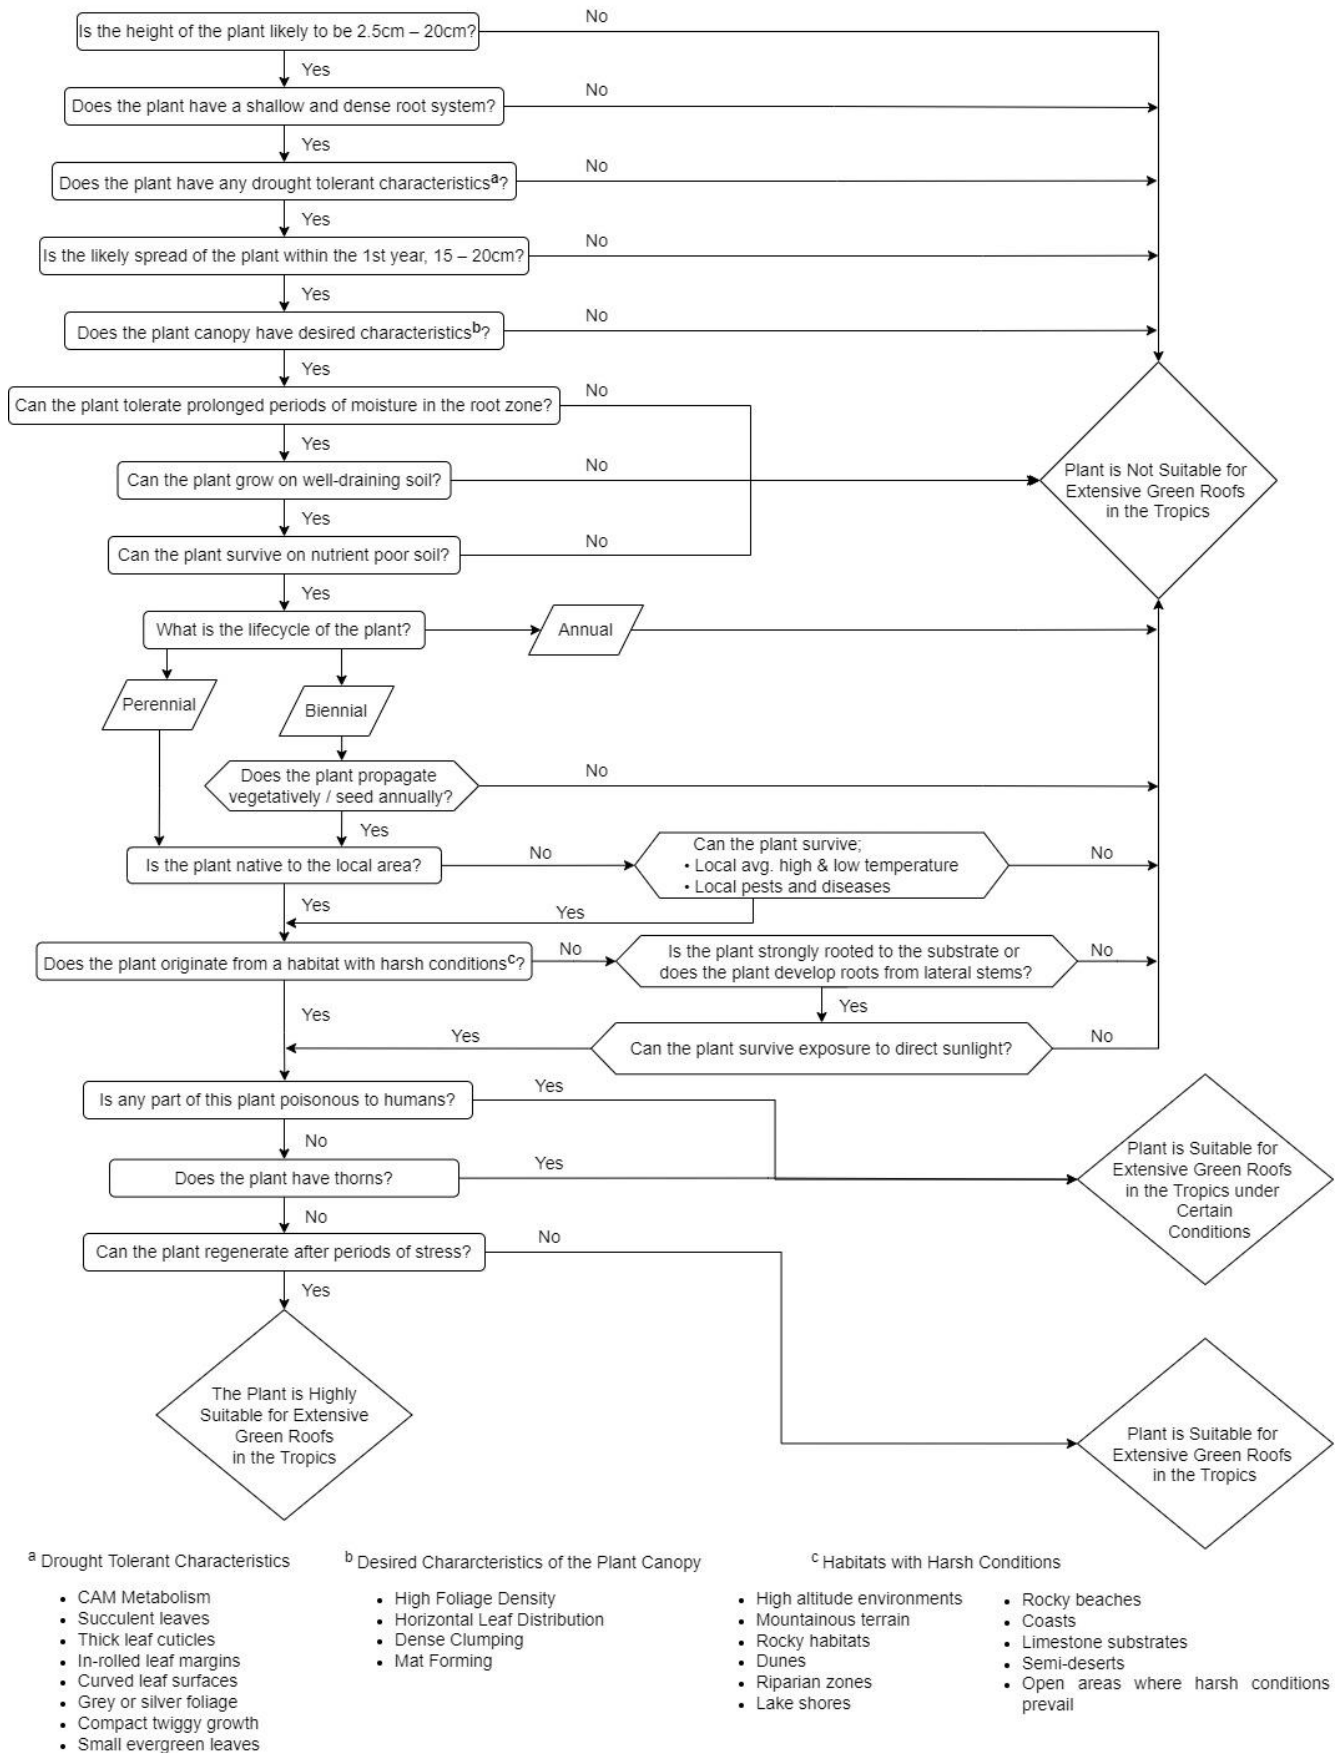 Is the height of the plant likely to be 2.5cm – 20cm?
No
Yes
Does the plant have a shallow and dense root system?
No
Yes
Does the plant have any drought tolerant characteristicsa?
No
Yes
Is the likely spread of the plant within the 1st year, 15 – 20cm?
No
Yes
Does the plant canopy have desired characteristicsb?
No
Yes
Can the plant tolerate prolonged periods of moisture in the root zone?
No
Yes
Can the plant grow on well-draining soil?
No
Yes
Can the plant survive on nutrient poor soil?
No
Yes
Plant is Not Suitable for
Extensive Green Roofs
in the Tropics
What is the lifecycle of the plant?
Annual
Perennial
Biennial
Does the plant propagate
vegetatively / seed annually?
No
Yes
Is the plant native to the local area?
No
Can the plant survive;
• Local avg. high & low temperature
• Local pests and diseases
No
Yes
Yes
Does the plant originate from a habitat with harsh conditionsc?
No
Is the plant strongly rooted to the substrate or
does the plant develop roots from lateral stems?
No
Yes
Yes
Can the plant survive exposure to direct sunlight?
Yes
No
Is any part of this plant poisonous to humans?
Yes
No
Does the plant have thorns?
Yes
No
Plant is Suitable for
Extensive Green Roofs
in the Tropics under
Certain
Conditions
Can the plant regenerate after periods of stress?
No
Yes
The Plant is Highly
Suitable for Extensive
Green Roofs
in the Tropics
Plant is Suitable for
Extensive Green Roofs
in the Tropics
a Drought Tolerant Characteristics
• CAM Metabolism
• Succulent leaves
• Thick leaf cuticles
• In-rolled leaf margins
• Curved leaf surfaces
• Grey or silver foliage
• Compact twiggy growth
• Small evergreen leaves
b Desired Chararcteristics of the Plant Canopy
• High Foliage Density
• Horizontal Leaf Distribution
• Dense Clumping
• Mat Forming
c Habitats with Harsh Conditions
• High altitude environments
• Mountainous terrain
• Rocky habitats
• Dunes
• Riparian zones
• Lake shores
• Rocky beaches
• Coasts
• Limestone substrates
• Semi-deserts
• Open areas where harsh conditions
prevail